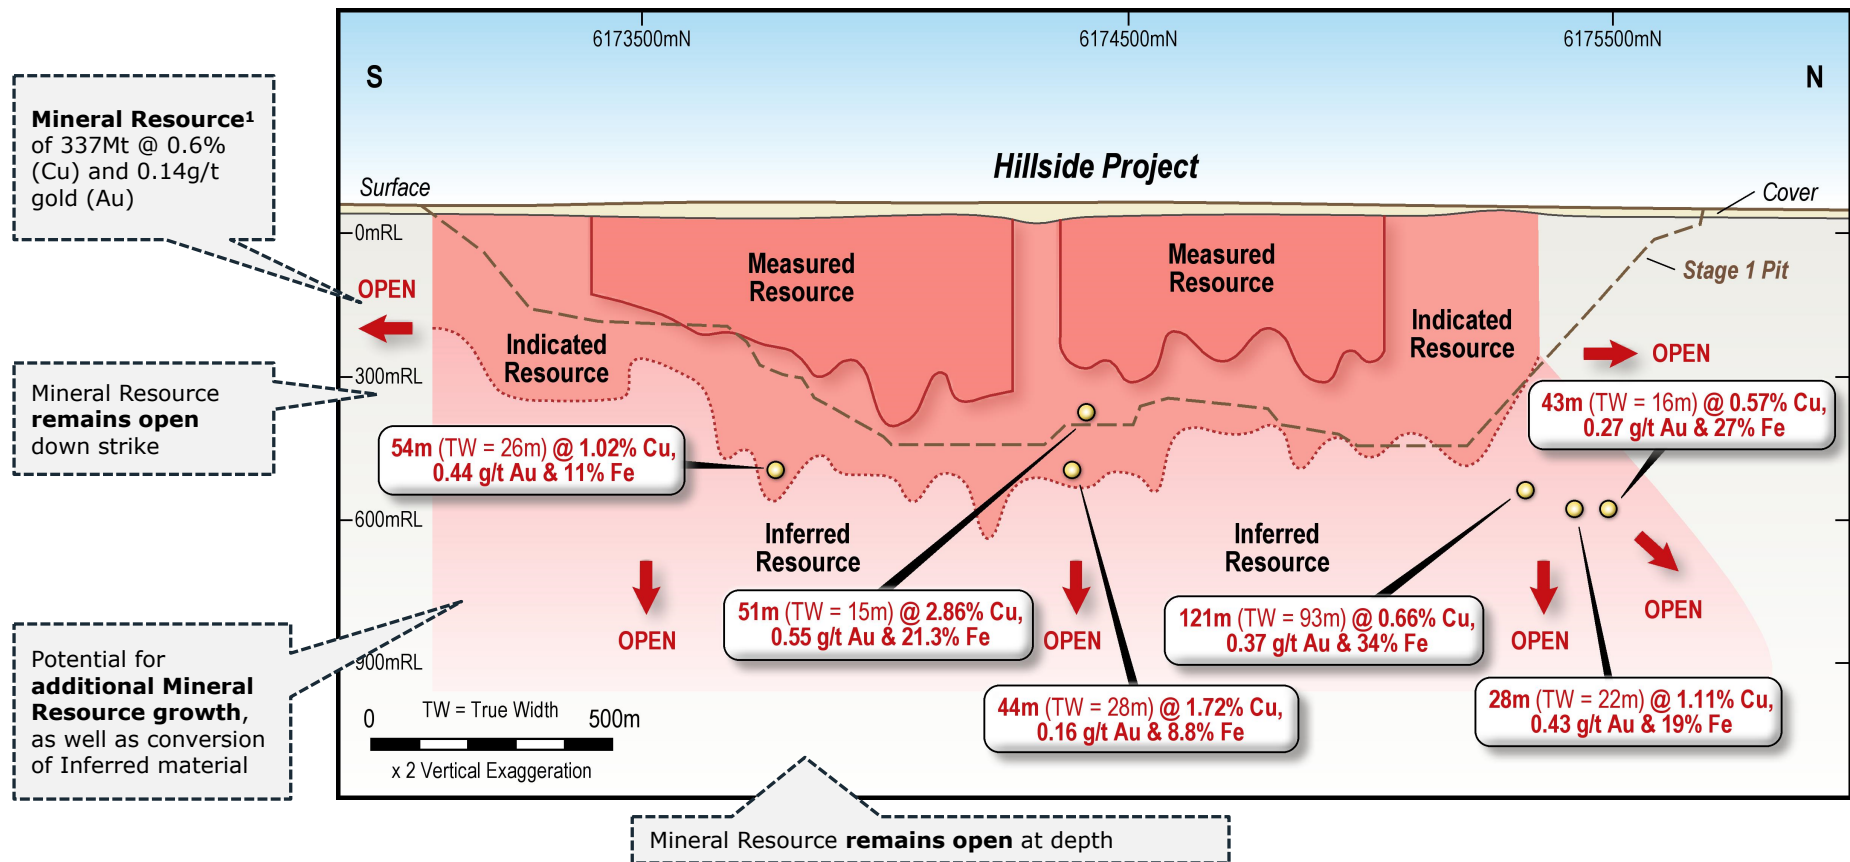 6173500mN
6174500mN
6175500mN
S
N
Hillside Project
Mineral Resource¹
of 337Mt @ 0.6%
(Cu) and 0.14g/t
gold (Au)
Surface
Cover
0mRL
Measured
Resource
Measured
Resource
Stage 1 Pit
OPEN
Indicated
Resource
Indicated
Resource
OPEN
300mRL
Mineral Resource
remains open
down strike
43m (TW = 16m) @ 0.57% Cu,
0.27 g/t Au & 27% Fe
54m (TW = 26m) @ 1.02% Cu,
0.44 g/t Au & 11% Fe
600mRL
Inferred
Resource
Inferred
Resource
51m (TW = 15m) @ 2.86% Cu,
0.55 g/t Au & 21.3% Fe
121m (TW = 93m) @ 0.66% Cu,
0.37 g/t Au & 34% Fe
OPEN
OPEN
OPEN
OPEN
900mRL
Potential for
additional Mineral
Resource growth,
as well as conversion
of Inferred material
44m (TW = 28m) @ 1.72% Cu,
0.16 g/t Au & 8.8% Fe
28m (TW = 22m) @ 1.11% Cu,
0.43 g/t Au & 19% Fe
0 TW = True Width 500m
x 2 Vertical Exaggeration
Mineral Resource remains open at depth